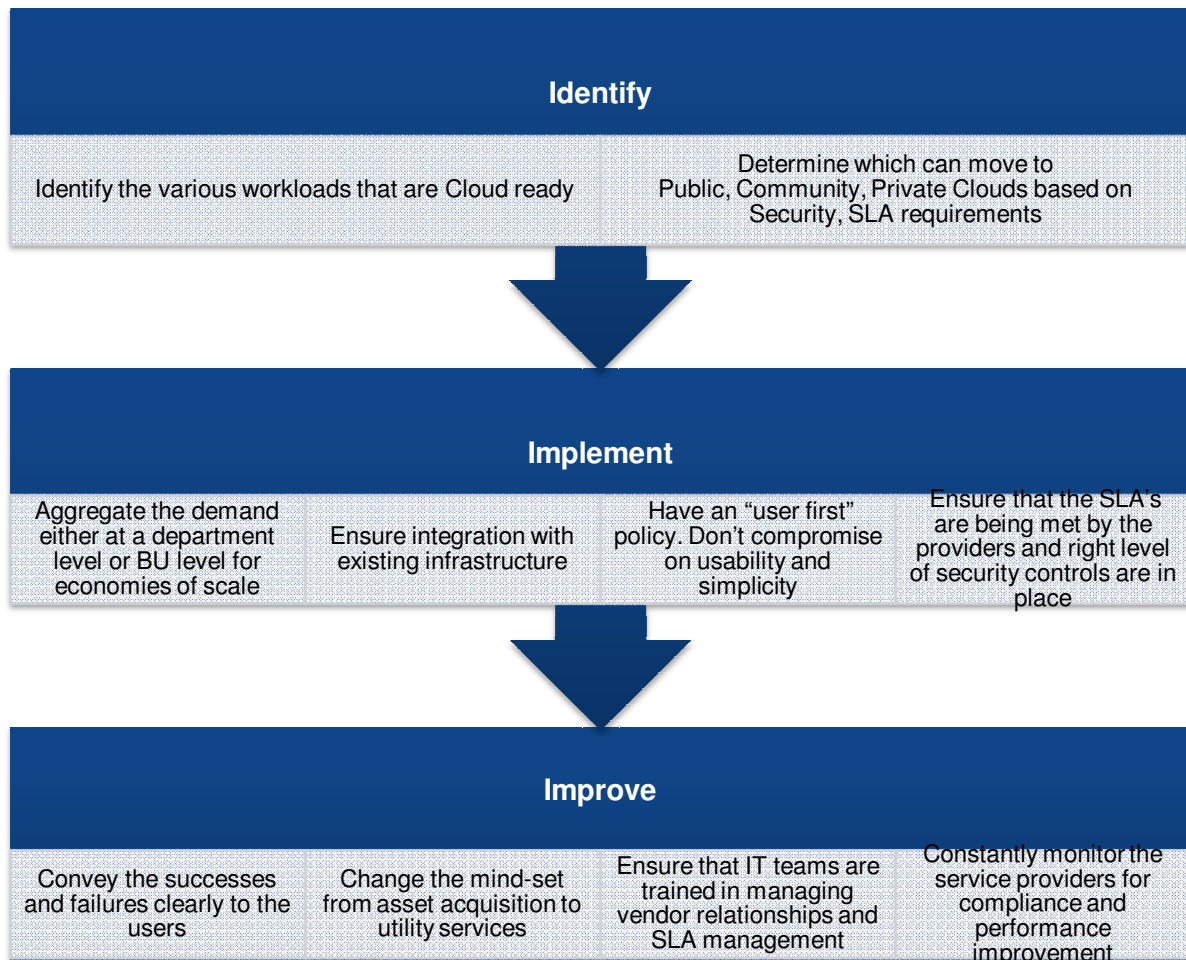 Identify
Identify the various workloads that are Cloud ready
Determine which can move to
Public, Community, Private Clouds based on
Security, SLA requirements
Implement
Aggregate the demand
either at a department
level or BU level for
economies of scale
Ensure integration with
existing infrastructure
Have an “user first”
policy. Don’t compromise
on usability and
simplicity
Ensure that the SLA’s
are being met by the
providers and right level
of security controls are in
place
Improve
Convey the successes
and failures clearly to the
users
Change the mind-set
from asset acquisition to
utility services
Ensure that IT teams are
trained in managing
vendor relationships and
SLA management
Constantly monitor the
service providers for
compliance and
performance
improvement